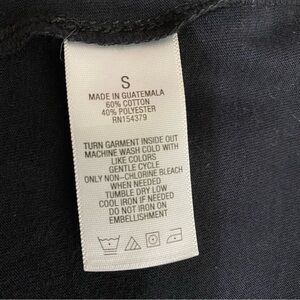 S
MADE IN GUATEMALA
60% COTTON
40% POLYESTER
RN154379
TURN GARMENT INSIDE OUT
MACHINE WASH COLD WITH
LIKE COLORS
GENTLE CYCLE
ONLY NON-CHLORINE BLEACH
WHEN NEEDED
TUMBLE DRY LOW
COOL IRON IF NEEDED
DO NOT IRON ON
EMBELLISHMENT